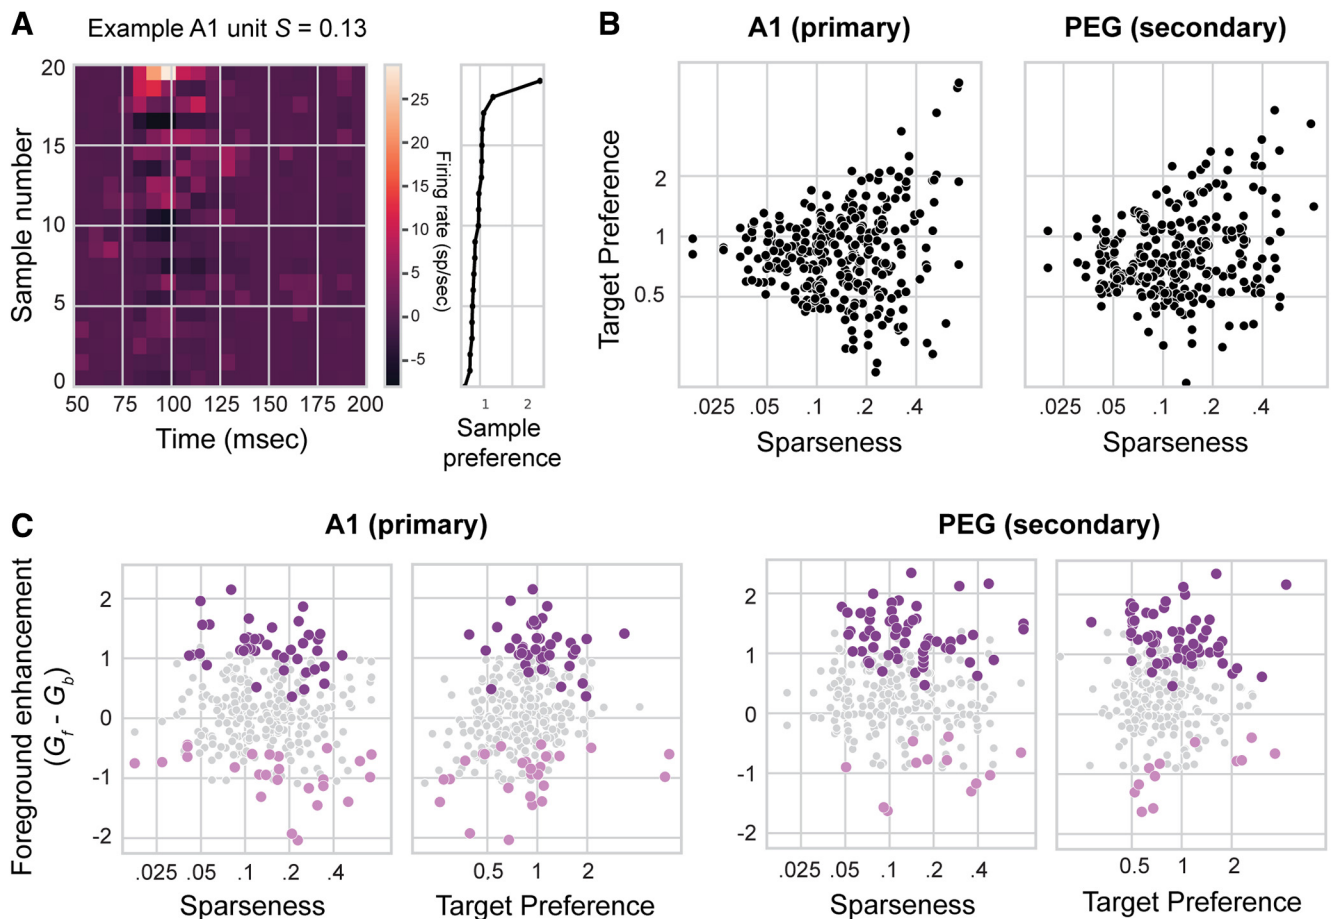 A
Example A1 unit S = 0.13
Sample number
20
15
10
5
0
50 75 100 125 150 175 200
Time (msec)
25
20
15
10
5
0
-5
Firing rate (sp/sec)
1 2
Sample
preference
B
A1 (primary)
PEG (secondary)
Target Preference
2
1
0.5
.025 .05 .1 .2 .4
Sparseness
.025 .05 .1 .2 .4
Sparseness
C
A1 (primary)
PEG (secondary)
Foreground enhancement
(Gf - Gb)
2
1
0
-1
-2
.025 .05 .1 .2 .4
Sparseness
0.5 1 2
Target Preference
2
1
0
-1
-2
.025 .05 .1 .2 .4
Sparseness
0.5 1 2
Target Preference